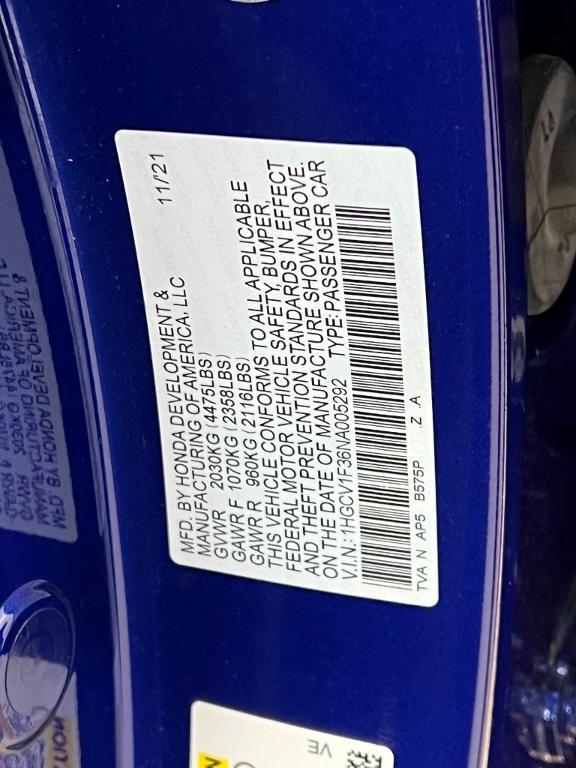 MFD. BY HONDA DEVELOPMENT & 11/'21
MANUFACTURING OF AMERICA, LLC
GVWR 2030KG (4475LBS)
GAWR F 1070KG (2358LBS)
GAWR R 960KG (2116LBS)
THIS VEHICLE CONFORMS TO ALL APPLICABLE
FEDERAL MOTOR VEHICLE SAFETY, BUMPER,
AND THEFT PREVENTION STANDARDS IN EFFECT
ON THE DATE OF MANUFACTURE SHOWN ABOVE.
V.I.N.: 1HGCV1F36NA005292 TYPE: PASSENGER CAR
TVA N AP5 B575P .Z .A
VE